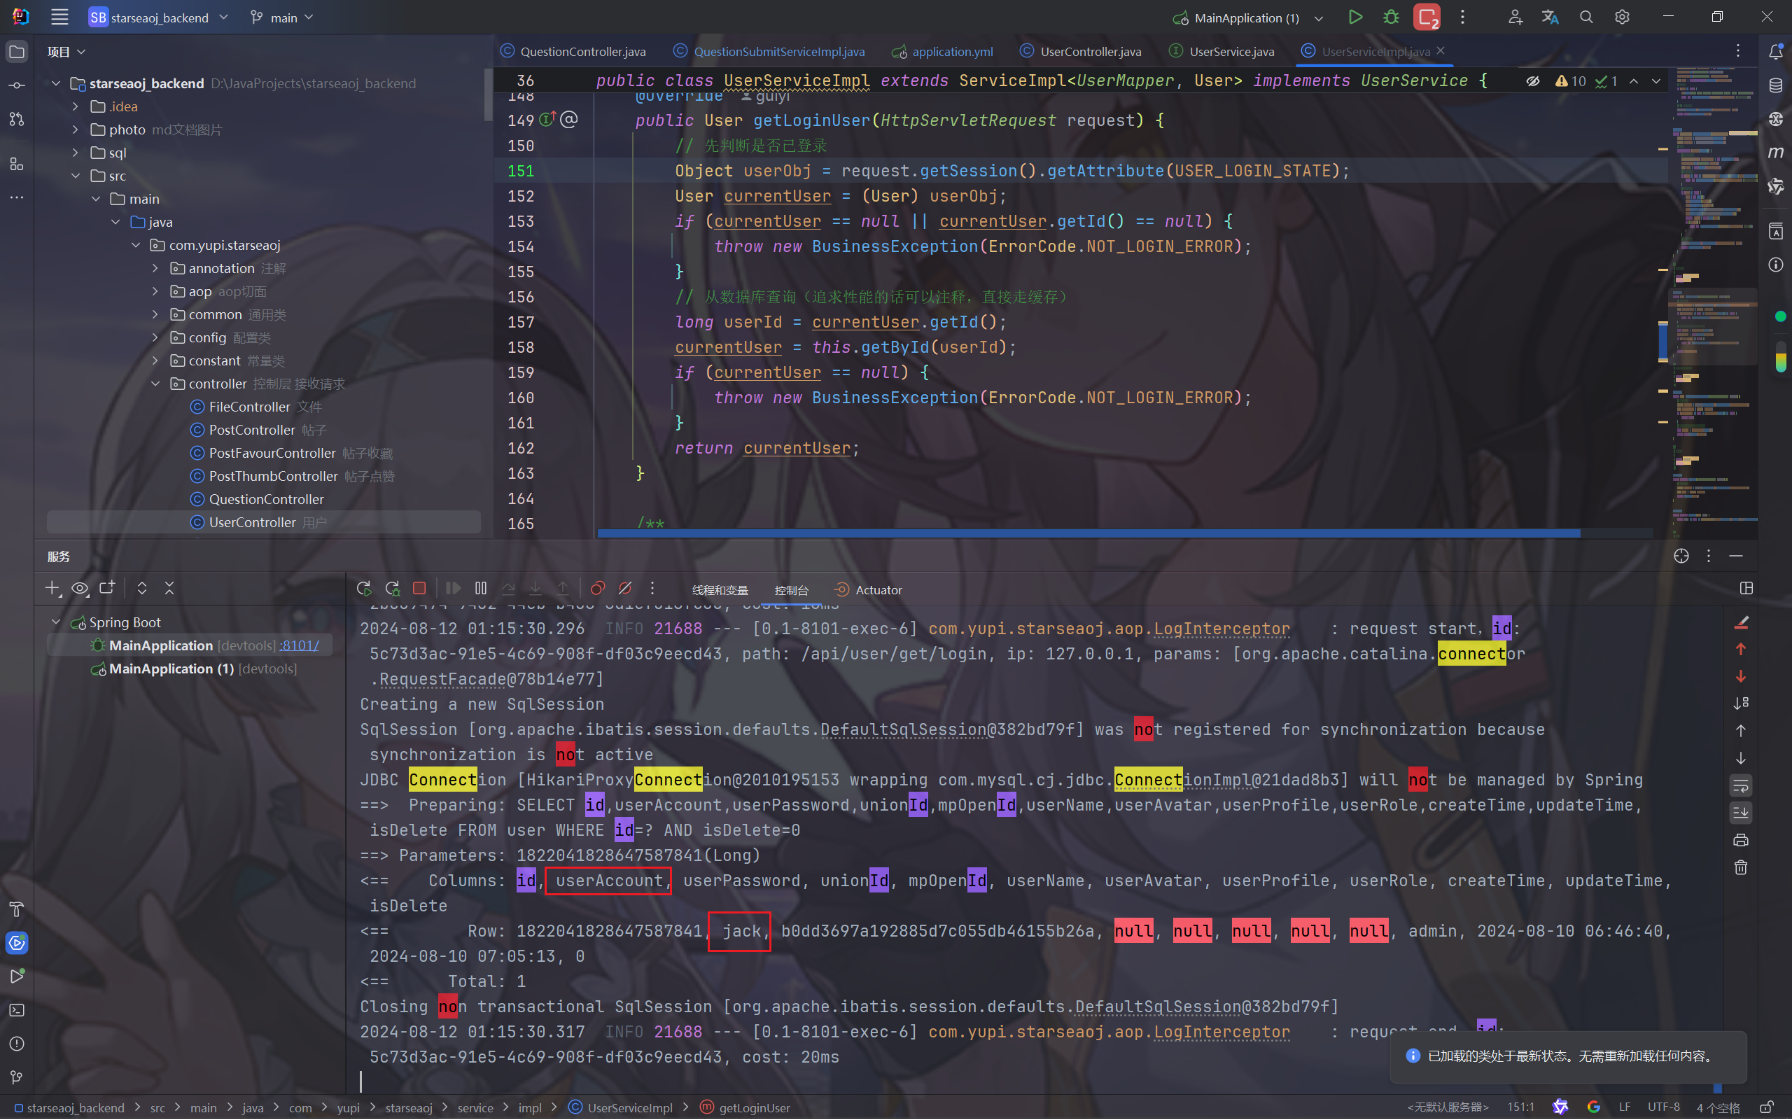 SB starseaoj_backend main MainApplication (1) 2
项目
QuestionController.java QuestionSubmitServiceImpl.java application.yml UserController.java UserService.java UserServiceImpl.java
starseaoj_backend D:\JavaProjects\starseaoj_backend
.idea
photo md文档图片
sql
src
main
java
com.yupi.starseaoj
annotation 注解
aop aop切面
common 通用类
config 配置类
constant 常量类
controller 控制层 接收请求
FileController 文件
PostController 帖子
PostFavourController 帖子收藏
PostThumbController 帖子点赞
QuestionController
UserController 用户
36 public class UserServiceImpl extends ServiceImpl<UserMapper, User> implements UserService { 10 1
148 @Override guiyi
149 public User getLoginUser(HttpServletRequest request) {
150 // 先判断是否已登录
151 Object userObj = request.getSession().getAttribute(USER_LOGIN_STATE);
152 User currentUser = (User) userObj;
153 if (currentUser == null || currentUser.getId() == null) {
154 throw new BusinessException(ErrorCode.NOT_LOGIN_ERROR);
155 }
156 // 从数据库查询（追求性能的话可以注释，直接走缓存）
157 long userId = currentUser.getId();
158 currentUser = this.getById(userId);
159 if (currentUser == null) {
160 throw new BusinessException(ErrorCode.NOT_LOGIN_ERROR);
161 }
162 return currentUser;
163 }
164
165 /**
服务
线程和变量 控制台 Actuator
Spring Boot
MainApplication [devtools] :8101/
MainApplication (1) [devtools]
2024-08-12 01:15:30.296 INFO 21688 --- [0.1-8101-exec-6] com.yupi.starseaoj.aop.LogInterceptor : request start，id:
5c73d3ac-91e5-4c69-908f-df03c9eecd43, path: /api/user/get/login, ip: 127.0.0.1, params: [org.apache.catalina.connector
.RequestFacade@78b14e77]
Creating a new SqlSession
SqlSession [org.apache.ibatis.session.defaults.DefaultSqlSession@382bd79f] was not registered for synchronization because
synchronization is not active
JDBC Connection [HikariProxyConnection@2010195153 wrapping com.mysql.cj.jdbc.ConnectionImpl@21dad8b3] will not be managed by Spring
==> Preparing: SELECT id,userAccount,userPassword,unionId,mpOpenId,userName,userAvatar,userProfile,userRole,createTime,updateTime,
isDelete FROM user WHERE id=? AND isDelete=0
==> Parameters: 1822041828647587841(Long)
<== Columns: id, userAccount, userPassword, unionId, mpOpenId, userName, userAvatar, userProfile, userRole, createTime, updateTime,
isDelete
<== Row: 1822041828647587841, jack, b0dd3697a192885d7c055db46155b26a, null, null, null, null, null, admin, 2024-08-10 06:46:40,
2024-08-10 07:05:13, 0
<== Total: 1
Closing non transactional SqlSession [org.apache.ibatis.session.defaults.DefaultSqlSession@382bd79f]
2024-08-12 01:15:30.317 INFO 21688 --- [0.1-8101-exec-6] com.yupi.starseaoj.aop.LogInterceptor : request end, id:
5c73d3ac-91e5-4c69-908f-df03c9eecd43, cost: 20ms
已加载的类处于最新状态。无需重新加载任何内容。
starseaoj_backend > src > main > java > com > yupi > starseaoj > service > impl > UserServiceImpl > getLoginUser <无默认服务器> 151:1 LF UTF-8 4 个空格